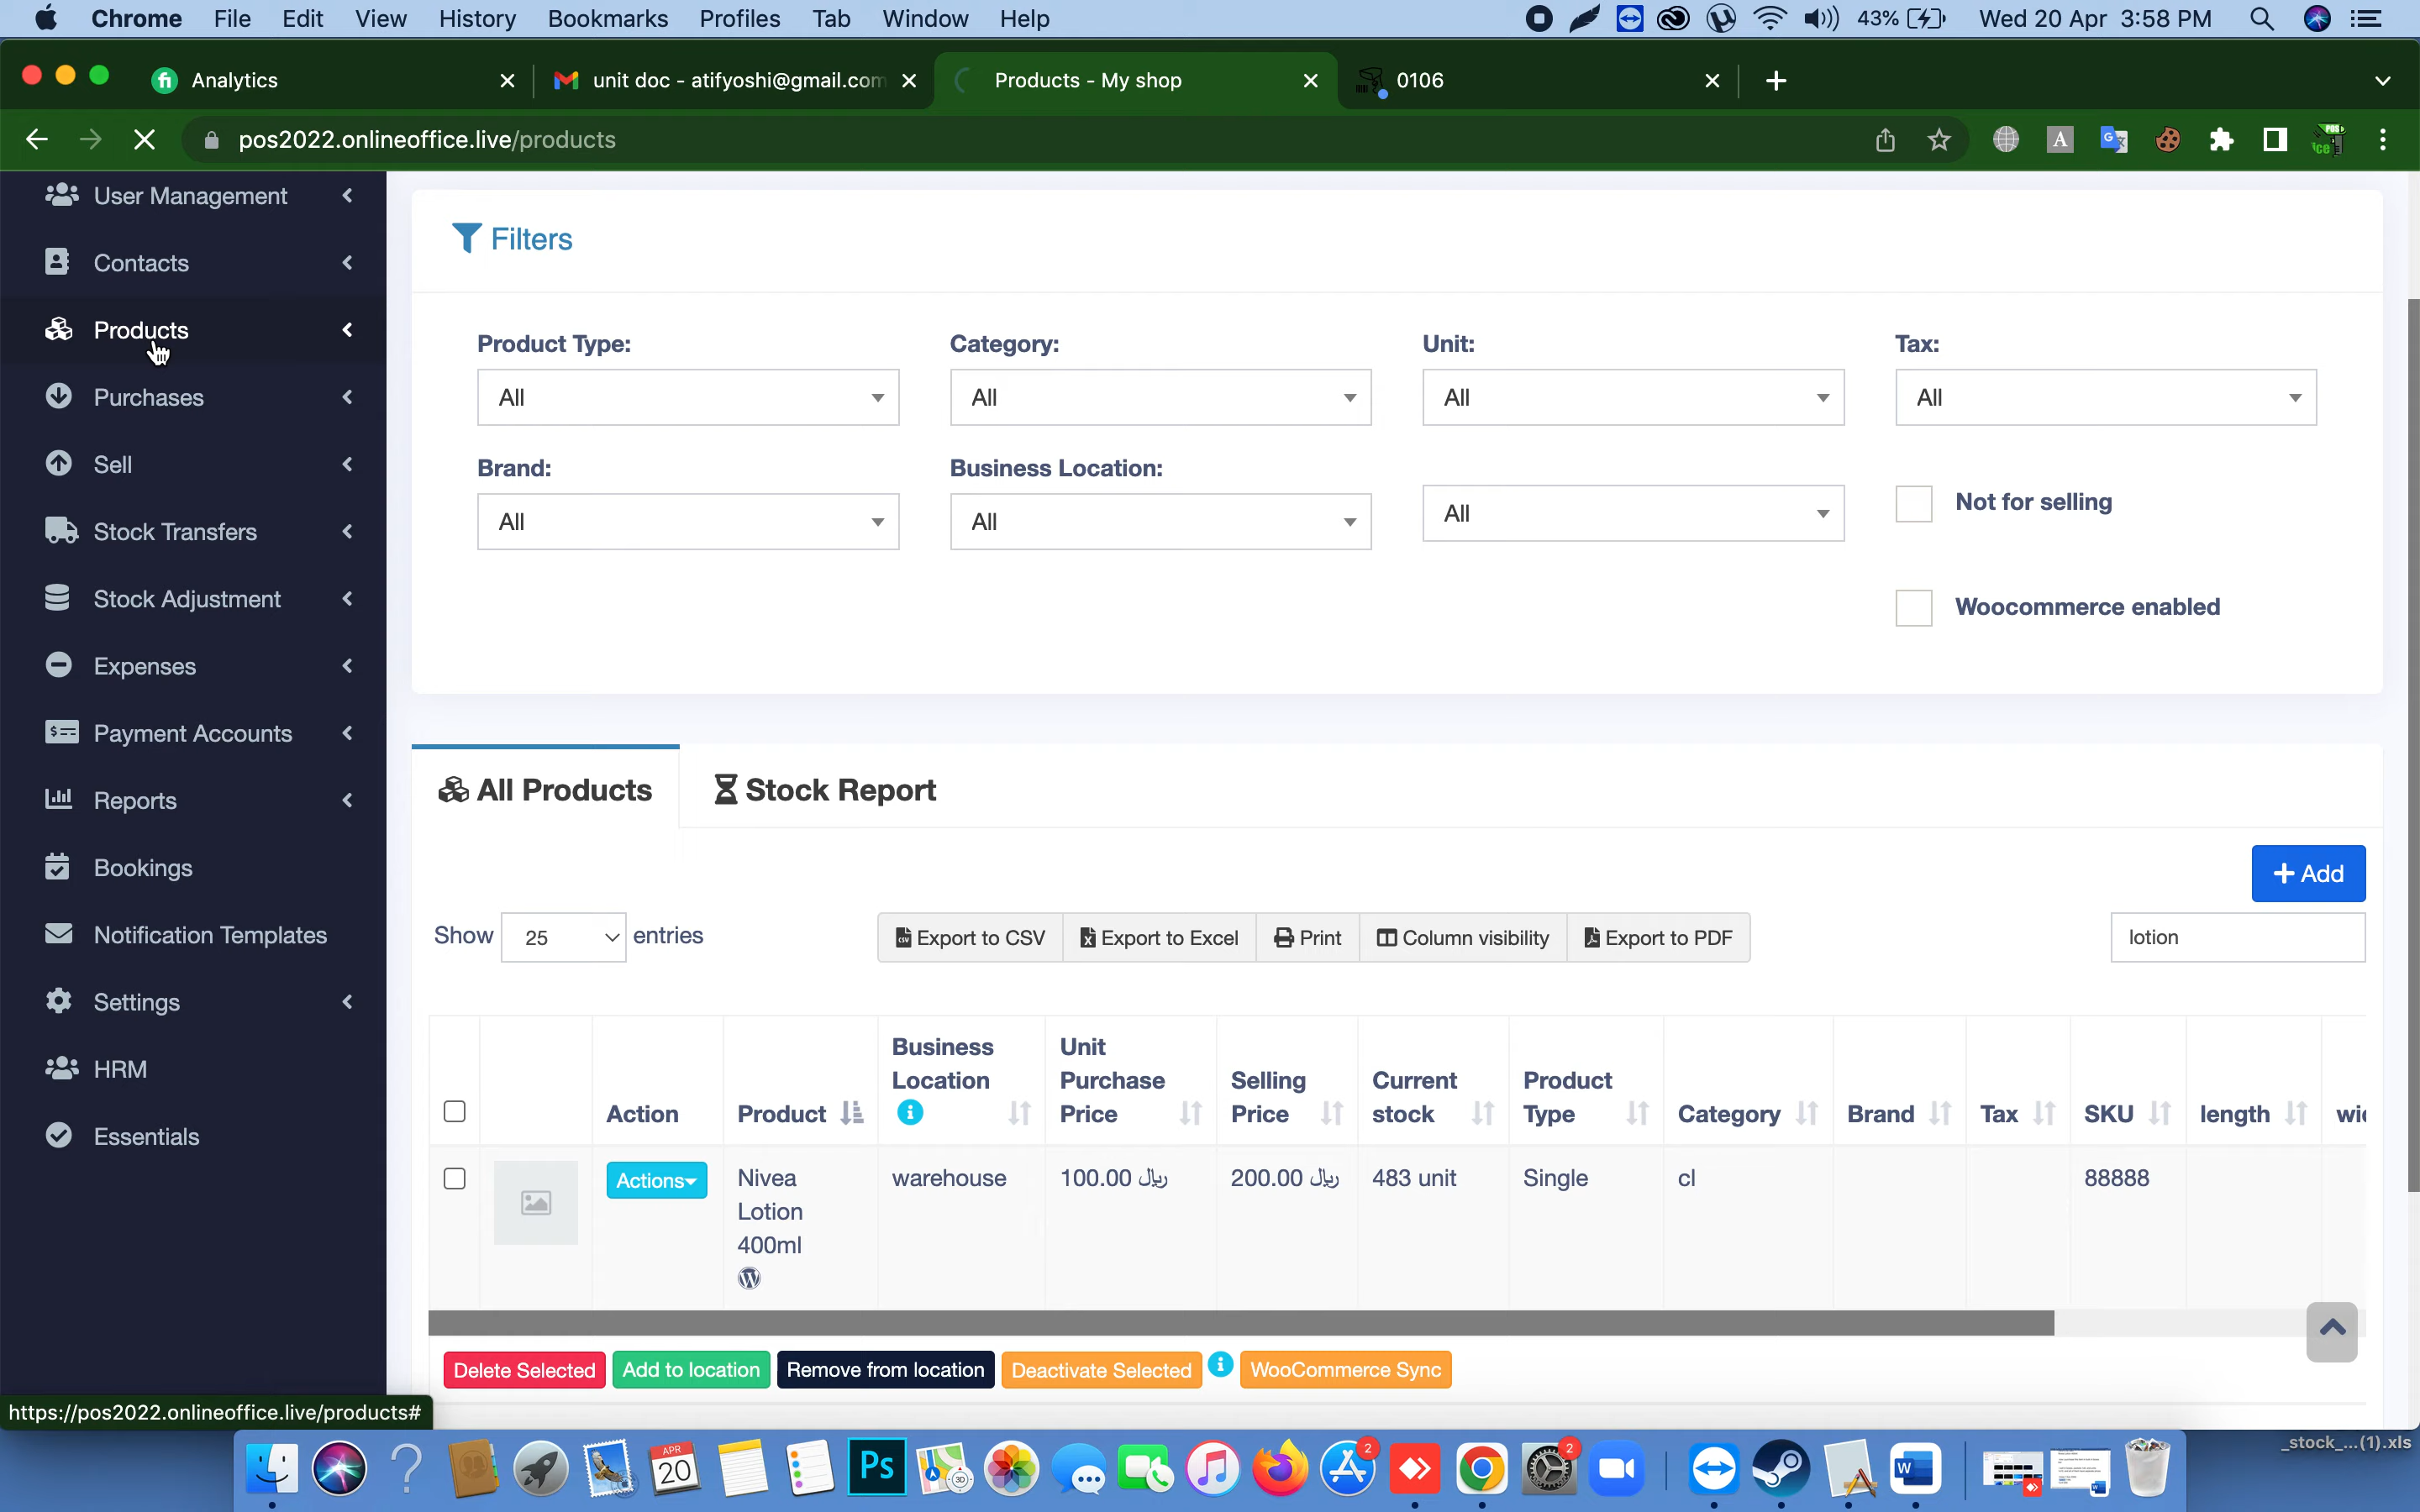 Chrome File Edit View History Bookmarks Profiles Tab Window Help 43% Wed 20 Apr 3:58 PM
Analytics unit doc - atifyoshi@gmail.com Products - My shop 0106
pos2022.onlineoffice.live/products
User Management
Contacts
Products
Purchases
Sell
Stock Transfers
Stock Adjustment
Expenses
Payment Accounts
Reports
Bookings
Notification Templates
Settings
HRM
Essentials
https://pos2022.onlineoffice.live/products#
Filters
Product Type: Category: Unit: Tax:
All All All All
Brand: Business Location:
All All All Not for selling
Woocommerce enabled
All Products Stock Report
+ Add
Show 25 entries Export to CSV Export to Excel Print Column visibility Export to PDF lotion
Action Product Business Location Unit Purchase Price Selling Price Current stock Product Type Category Brand Tax SKU length
Actions Nivea Lotion 400ml warehouse 100.00 ﷼ 200.00 ﷼ 483 unit Single cl 88888
Delete Selected Add to location Remove from location Deactivate Selected WooCommerce Sync
_stock_...(1).xls
APR
20
Ps
3D
2
2
W